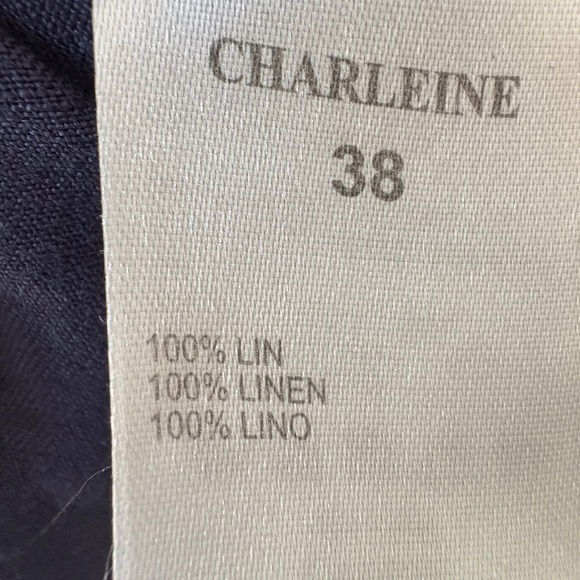 CHARLEINE
38
100% LIN
100% LINEN
100% LINO